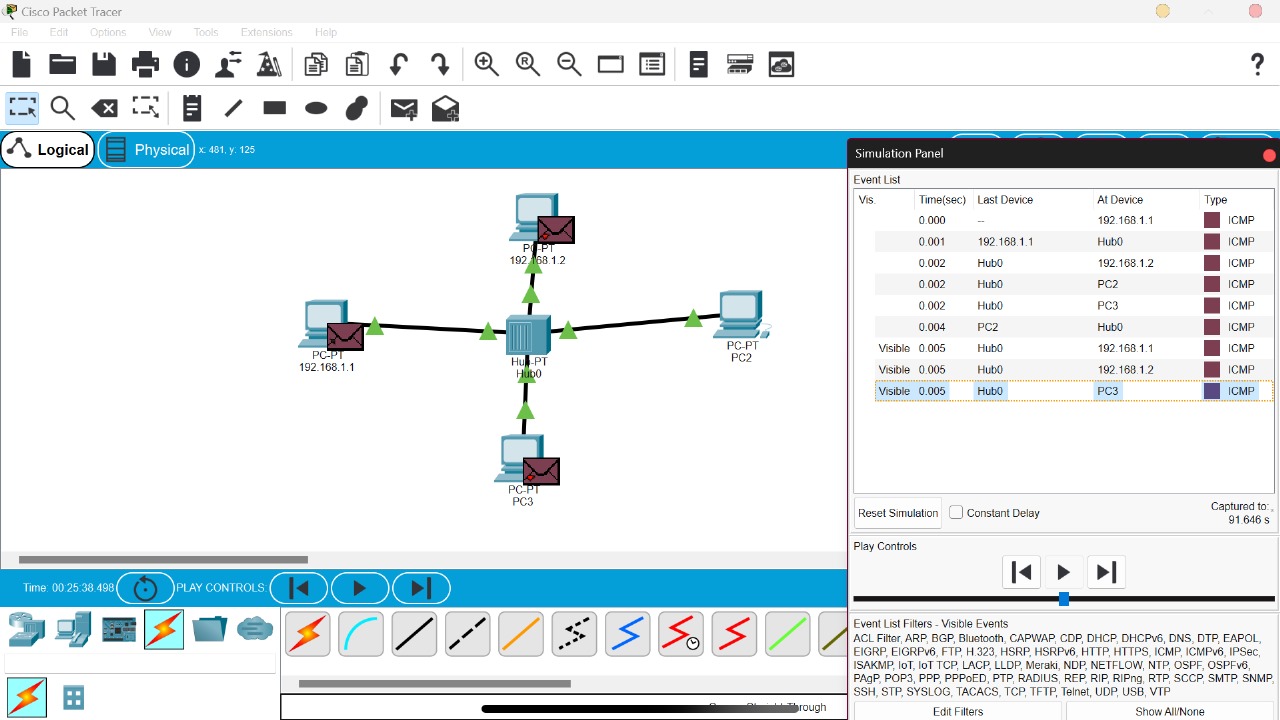 Cisco Packet Tracer
File Edit Options View Tools Extensions Help
Logical Physical x: 481, y: 125
Simulation Panel
Event List
Vis. Time(sec) Last Device At Device Type
0.000 -- 192.168.1.1 ICMP
0.001 192.168.1.1 Hub0 ICMP
0.002 Hub0 192.168.1.2 ICMP
0.002 Hub0 PC2 ICMP
0.002 Hub0 PC3 ICMP
0.004 PC2 Hub0 ICMP
Visible 0.005 Hub0 192.168.1.1 ICMP
Visible 0.005 Hub0 192.168.1.2 ICMP
Visible 0.005 Hub0 PC3 ICMP
PC-PT
192.168.1.2
PC-PT
192.168.1.1
Hub-PT
Hub0
PC-PT
PC2
PC-PT
PC3
Reset Simulation Constant Delay Captured to:
91.646 s
Play Controls
Time: 00:25:38.498 PLAY CONTROLS:
Event List Filters - Visible Events
ACL Filter, ARP, BGP, Bluetooth, CAPWAP, CDP, DHCP, DHCPv6, DNS, DTP, EAPOL,
EIGRP, EIGRPv6, FTP, H.323, HSRP, HSRPv6, HTTP, HTTPS, ICMP, ICMPv6, IPSec,
ISAKMP, IoT, IoT TCP, LACP, LLDP, Meraki, NDP, NETFLOW, NTP, OSPF, OSPFv6,
PAgP, POP3, PPP, PPPoED, PTP, RADIUS, REP, RIP, RIPng, RTP, SCCP, SMTP, SNMP,
SSH, STP, SYSLOG, TACACS, TCP, TFTP, Telnet, UDP, USB, VTP
Edit Filters Show All/None
Through